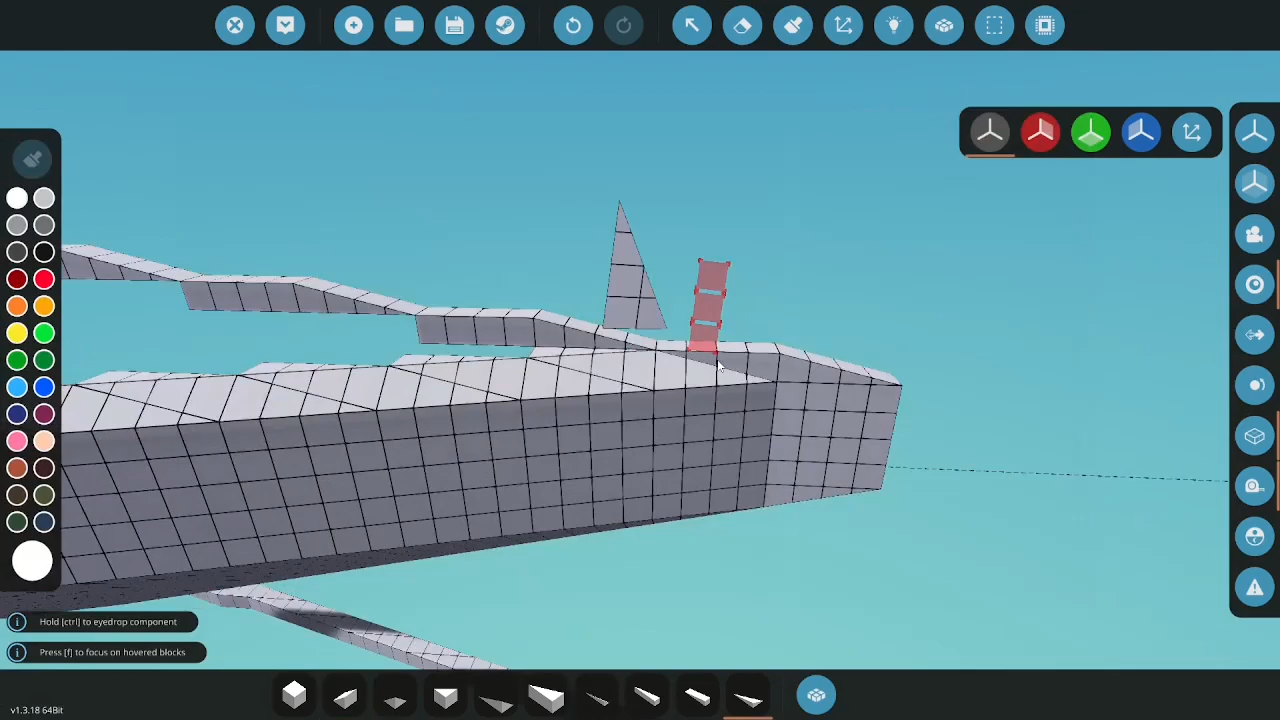 Hold [ctrl] to eyedrop component
Press [f] to focus on hovered blocks
v1.3.18 64Bit